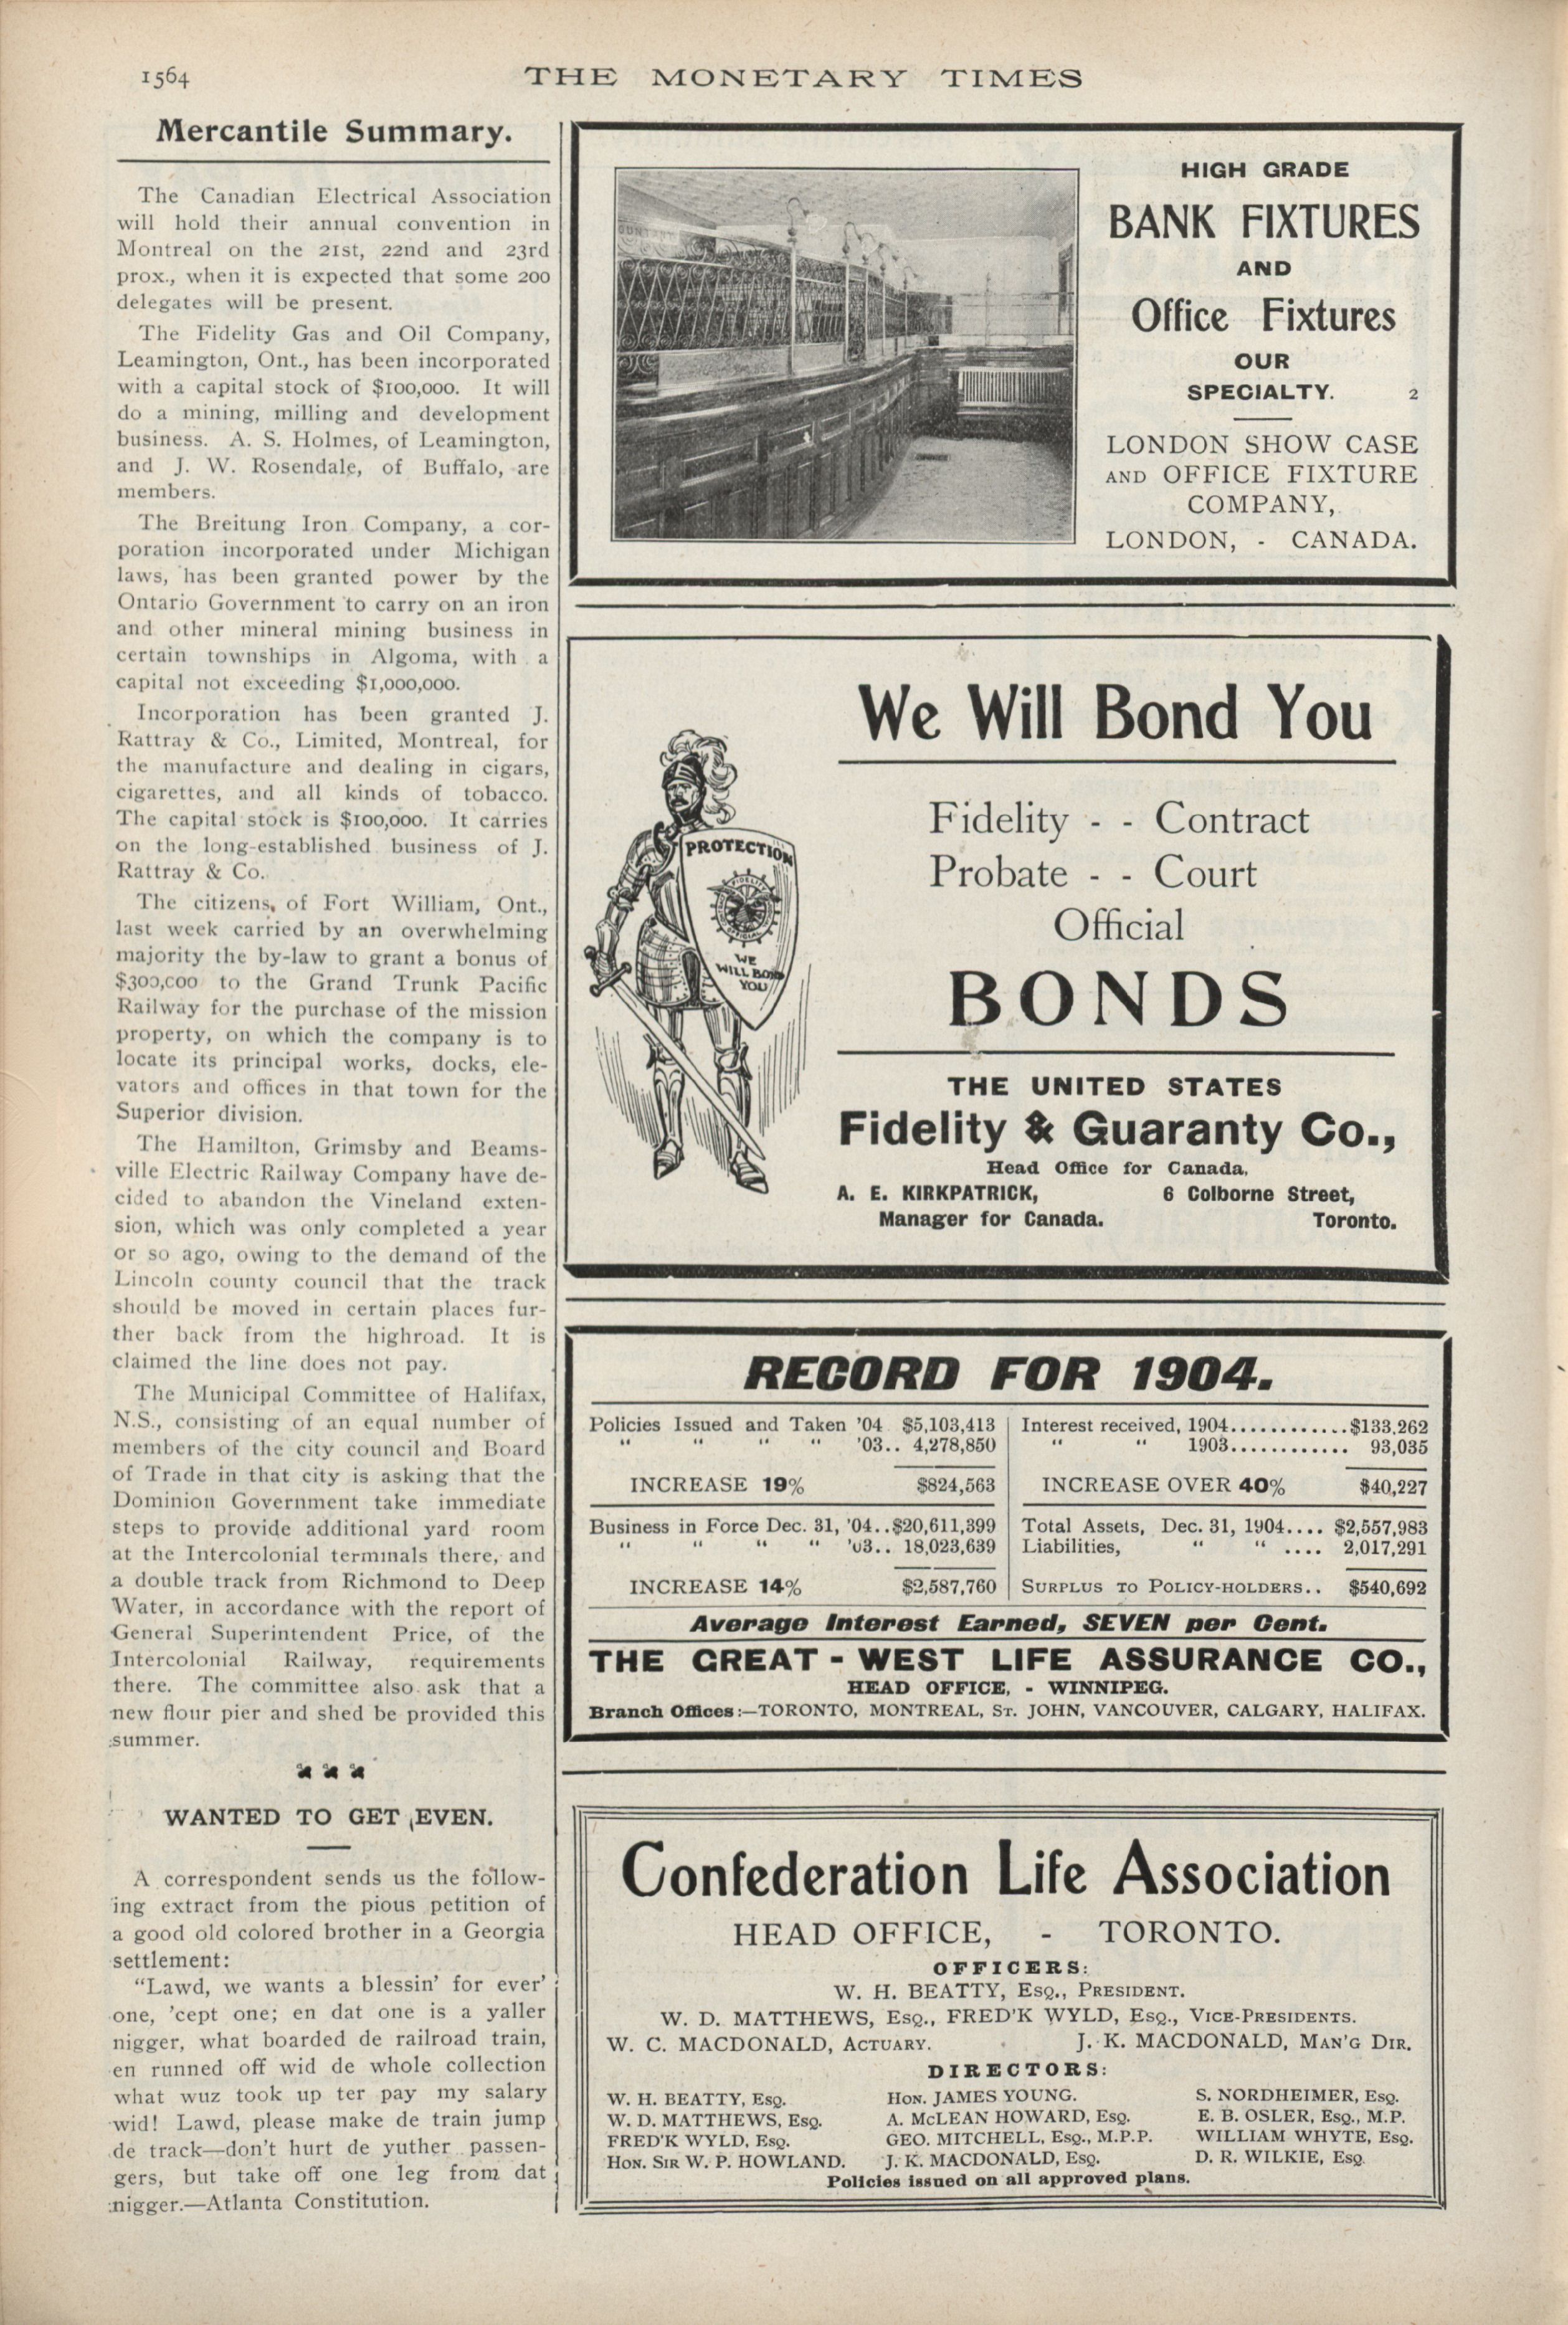 1564
THE MONETARY TIMES
Mercantile Summary.
The Canadian Electrical Association
will hold their annual convention in
Montreal on the 21st, 22nd and 23rd
prox., when it is expected that some 200
delegates will be present.
The Fidelity Gas and Oil Company,
Leamington, Ont., has been incorporated
with a capital stock of $100,000. It will
do a mining, milling and development
business. A. S. Holmes, of Leamington,
and J. W. Rosendale, of Buffalo, are
members.
The Breitung Iron Company, a cor-
poration incorporated under Michigan
laws, has been granted power by the
Ontario Government to carry on an iron
and other mineral mining business in
certain townships in Algoma, with a
capital not exceeding $1,000,000.
Incorporation has been granted J.
Rattray & Co., Limited, Montreal, for
the manufacture and dealing in cigars,
cigarettes, and all kinds of tobacco.
The capital stock is $100,000. It carries
on the long-established business of J.
Rattray & Co.
The citizens, of Fort William, Ont.,
last week carried by an overwhelming
majority the by-law to grant a bonus of
$300,000 to the Grand Trunk Pacific
Railway for the purchase of the mission
property, on which the company is to
locate its principal works, docks, ele-
vators and offices in that town for the
Superior division.
The Hamilton, Grimsby and Beams-
ville Electric Railway Company have de-
cided to abandon the Vineland exten-
sion, which was only completed a year
or so ago, owing to the demand of the
Lincoln county council that the track
should be moved in certain places fur-
ther back from the highroad. It is
claimed the line does not pay.
The Municipal Committee of Halifax,
N.S., consisting of an equal number of
members of the city council and Board
of Trade in that city is asking that the
Dominion Government take immediate
steps to provide additional yard room
at the Intercolonial terminals there, and
a double track from Richmond to Deep
Water, in accordance with the report of
General Superintendent Price, of the
Intercolonial Railway, requirements
there. The committee also ask that a
new flour pier and shed be provided this
summer.
WANTED TO GET EVEN.
A correspondent sends us the follow-
ing extract from the pious petition of
a good old colored brother in a Georgia
settlement:
"Lawd, we wants a blessin' for ever'
one, 'cept one; en dat one is a yaller
nigger, what boarded de railroad train,
en runned off wid de whole collection
what wuz took up ter pay my salary
wid! Lawd, please make de train jump
de track—don't hurt de yuther passen-
gers, but take off one leg from dat
nigger.—Atlanta Constitution.
HIGH GRADE
BANK FIXTURES
AND
Office Fixtures
OUR
SPECIALTY. 2
LONDON SHOW CASE
AND OFFICE FIXTURE
COMPANY,
LONDON, - CANADA.
We Will Bond You
PROTECTION
FIDELITY
OFFICIAL
WE
WILL BOND
YOU
Fidelity - - Contract
Probate - - Court
Official
BONDS
THE UNITED STATES
Fidelity & Guaranty Co.,
Head Office for Canada,
A. E. KIRKPATRICK, 6 Colborne Street,
Manager for Canada. Toronto.
RECORD FOR 1904.
Policies Issued and Taken '04 $5,103,413
" " " " '03.. 4,278,850
INCREASE 19% $824,563
Interest received, 1904............$133,262
" " 1903............ 93,035
INCREASE OVER 40% $40,227
Business in Force Dec. 31, '04..$20,611,399
" " " " '03.. 18,023,639
INCREASE 14% $2,587,760
Total Assets, Dec. 31, 1904.... $2,557,983
Liabilities, " " .... 2,017,291
SURPLUS TO POLICY-HOLDERS.. $540,692
Average Interest Earned, SEVEN per Cent.
THE GREAT-WEST LIFE ASSURANCE CO.,
HEAD OFFICE, - WINNIPEG.
Branch Offices:—TORONTO, MONTREAL, ST. JOHN, VANCOUVER, CALGARY, HALIFAX.
Confederation Life Association
HEAD OFFICE, - TORONTO.
OFFICERS:
W. H. BEATTY, ESQ., PRESIDENT.
W. D. MATTHEWS, ESQ., FRED'K WYLD, ESQ., VICE-PRESIDENTS.
W. C. MACDONALD, ACTUARY. J. K. MACDONALD, MAN'G DIR.
DIRECTORS:
W. H. BEATTY, ESQ. HON. JAMES YOUNG. S. NORDHEIMER, ESQ.
W. D. MATTHEWS, ESQ. A. McLEAN HOWARD, ESQ. E. B. OSLER, ESQ., M.P.
FRED'K WYLD, ESQ. GEO. MITCHELL, ESQ., M.P.P. WILLIAM WHYTE, ESQ.
HON. SIR W. P. HOWLAND. J. K. MACDONALD, ESQ. D. R. WILKIE, ESQ
Policies issued on all approved plans.